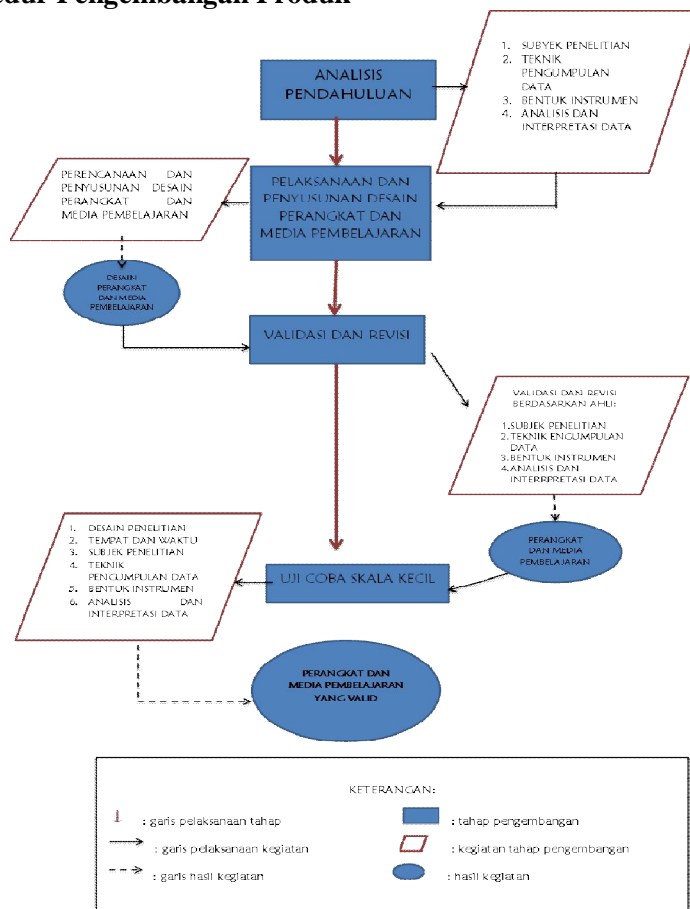 dur Pengembangan Produk
ANALISIS
PENDAHULUAN
1. SUBYEK PENELITIAN
2. TEKNIK
PENGUMPULAN
DATA
3. BENTUK INSTRUMEN
4. ANALISIS DAN
INTERPRETASI DATA
PERENCANAAN DAN
PENYUSUNAN DESAIN
PERANGKAT DAN
MEDIA PEMBELAJARAN
PELAKSANAAN DAN
PENYUSUNAN DESAIN
PERANGKAT DAN
MEDIA PEMBELAJARAN
DESAIN
PERANGKAT
DAN MEDIA
PEMBELAJARAN
VALIDASI DAN REVISI
VALIDASI DAN REVISI
BERDASARKAN AHLI:
1.SUBJEK PENELITIAN
2.TEKNIK ENGUMPULAN
DATA
3.BENTUK INSTRUMEN
4.ANALISIS DAN
INTERRPRETASI DATA
PERANGKAT
DAN MEDIA
PEMBELAJARAN
1. DESAIN PENELITIAN
2. TEMPAT DAN WAKTU
3. SUBJEK PENELITIAN
4. TEKNIK
PENGUMPULAN DATA
5. BENTUK INSTRUMEN
6. ANALISIS DAN
INTERPRETASI DATA
UJI COBA SKALA KECIL
PERANGKAT DAN
MEDIA PEMBELAJARAN
YANG VALID
KETERANGAN:
: garis pelaksanaan tahap
: tahap pengembangan
: garis pelaksanaan kegiatan
: kegiatan tahap pengembangan
: garis hasil kegiatan
: hasil kegiatan